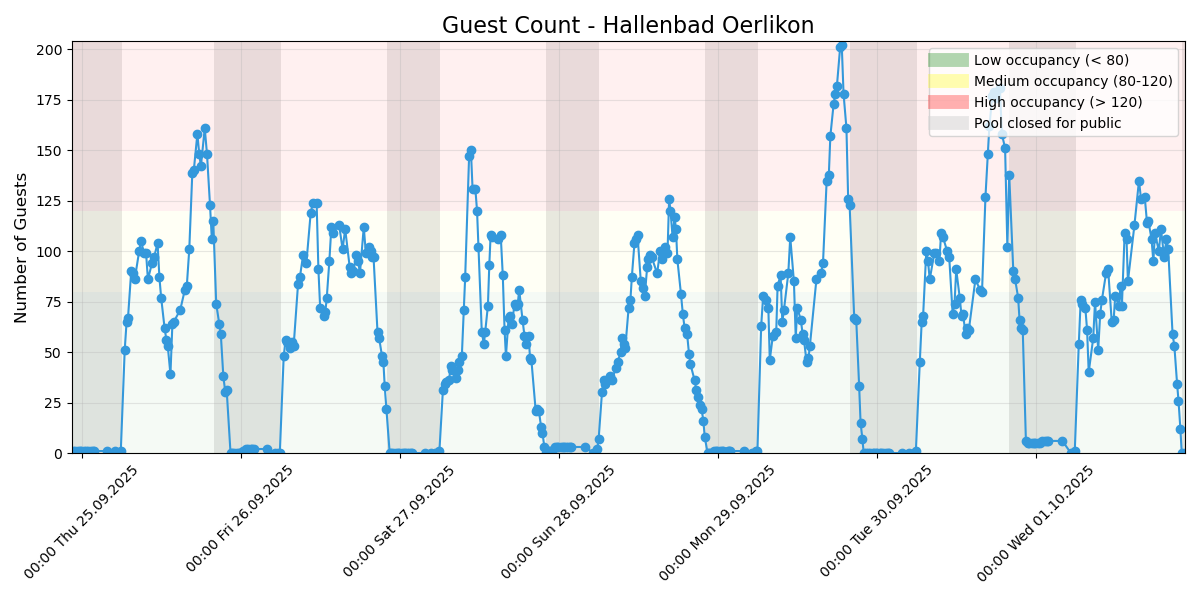 Guest Count - Hallenbad Oerlikon
Number of Guests
200
175
150
125
100
75
50
25
0
Low occupancy (< 80)
Medium occupancy (80-120)
High occupancy (> 120)
Pool closed for public
00:00 Thu 25.09.2025
00:00 Fri 26.09.2025
00:00 Sat 27.09.2025
00:00 Sun 28.09.2025
00:00 Mon 29.09.2025
00:00 Tue 30.09.2025
00:00 Wed 01.10.2025